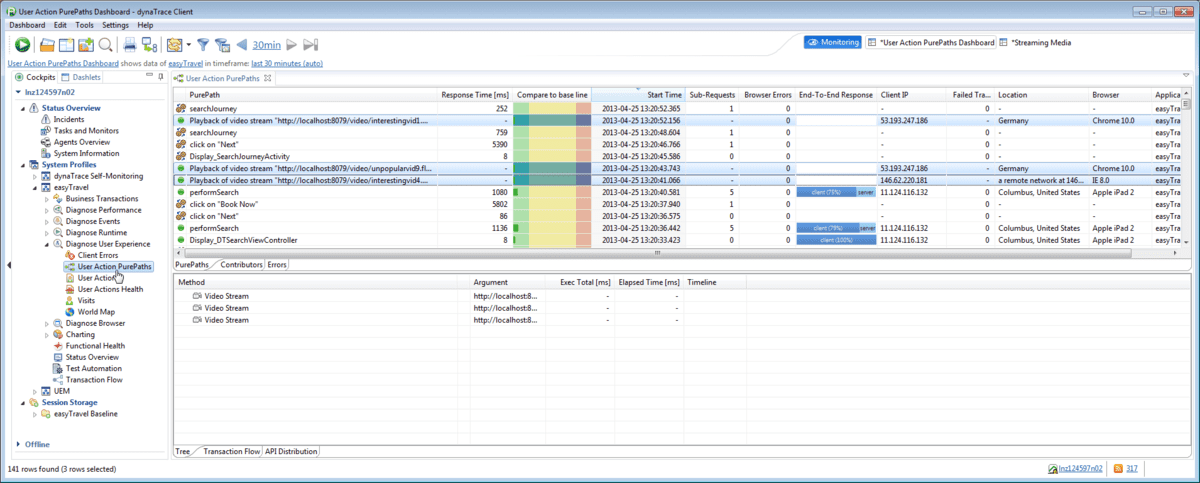 User Action PurePaths Dashboard - dynaTrace Client
Dashboard Edit Tools Settings Help
30min
Monitoring *User Action PurePaths Dashboard *Streaming Media
User Action PurePaths Dashboard shows data of easyTravel in timeframe: last 30 minutes (auto)
Cockpits Dashlets
lnz124597n02
Status Overview
Incidents
Tasks and Monitors
Agents Overview
System Information
System Profiles
dynaTrace Self-Monitoring
easyTravel
Business Transactions
Diagnose Performance
Diagnose Events
Diagnose Runtime
Diagnose User Experience
Client Errors
User Action PurePaths
User Action
User Actions Health
Visits
World Map
Diagnose Browser
Charting
Functional Health
Status Overview
Test Automation
Transaction Flow
UEM
Session Storage
easyTravel Baseline
Offline
User Action PurePaths
PurePath Response Time [ms] Compare to base line Start Time Sub-Requests Browser Errors End-To-End Response Client IP Failed Tra... Location Browser Applica
searchJourney 252 2013-04-25 13:20:52.365 1 0 - 0 - - easyTra
Playback of video stream "http://localhost:8079/video/interestingvid1.... - 2013-04-25 13:20:52.156 - 0 53.193.247.186 - Germany Chrome 10.0 easyTra
searchJourney 759 2013-04-25 13:20:48.604 1 0 - 0 - - easyTra
click on "Next" 5390 2013-04-25 13:20:46.766 1 0 - 0 - - easyTra
Display_SearchJourneyActivity 8 2013-04-25 13:20:45.586 0 0 - 0 - - easyTra
Playback of video stream "http://localhost:8079/video/unpopularvid9.fl... - 2013-04-25 13:20:43.743 - 0 53.193.247.186 - Germany Chrome 10.0 easyTra
Playback of video stream "http://localhost:8079/video/interestingvid4.... - 2013-04-25 13:20:41.066 - 0 146.62.220.181 - a remote network at 146... IE 8.0 easyTra
performSearch 1080 2013-04-25 13:20:40.581 5 0 client (75%) server 11.124.116.132 0 Columbus, United States Apple iPad 2 easyTra
click on "Book Now" 5802 2013-04-25 13:20:37.940 1 0 - 0 - - easyTra
click on "Next" 86 2013-04-25 13:20:36.575 0 0 - 0 - - easyTra
performSearch 1136 2013-04-25 13:20:36.442 5 0 client (79%) server 11.124.116.132 0 Columbus, United States Apple iPad 2 easyTra
Display_DTSearchViewController 8 2013-04-25 13:20:33.423 0 0 client (100%) 11.124.116.132 0 Columbus, United States Apple iPad 2 easyTra
PurePaths Contributors Errors
Method Argument Exec Total [ms] Elapsed Time [ms] Timeline
Video Stream http://localhost:8... - -
Video Stream http://localhost:8... - -
Video Stream http://localhost:8... - -
Tree Transaction Flow API Distribution
141 rows found (3 rows selected) lnz124597n02 317